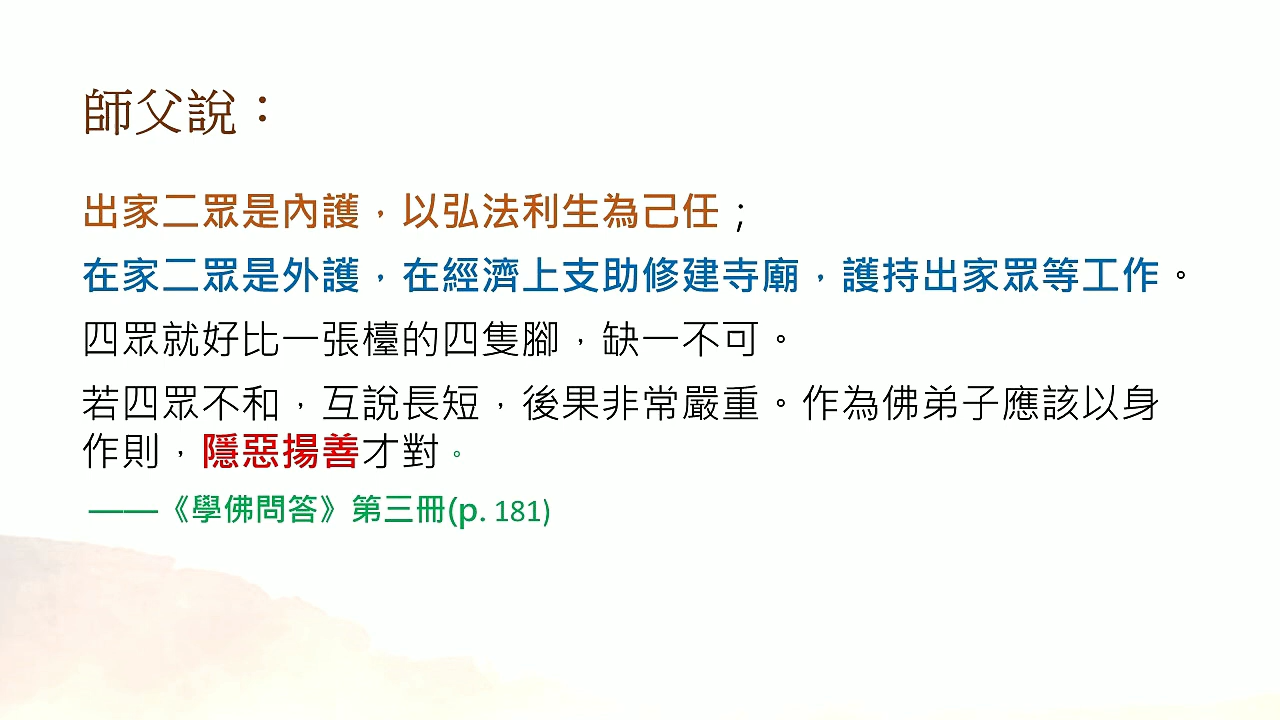 師父說：
出家二眾是內護，以弘法利生為己任；
在家二眾是外護，在經濟上支助修建寺廟，護持出家眾等工作。
四眾就好比一張檯的四隻腳，缺一不可。
若四眾不和，互說長短，後果非常嚴重。作為佛弟子應該以身
作則，隱惡揚善才對。
——《學佛問答》第三冊(p. 181)